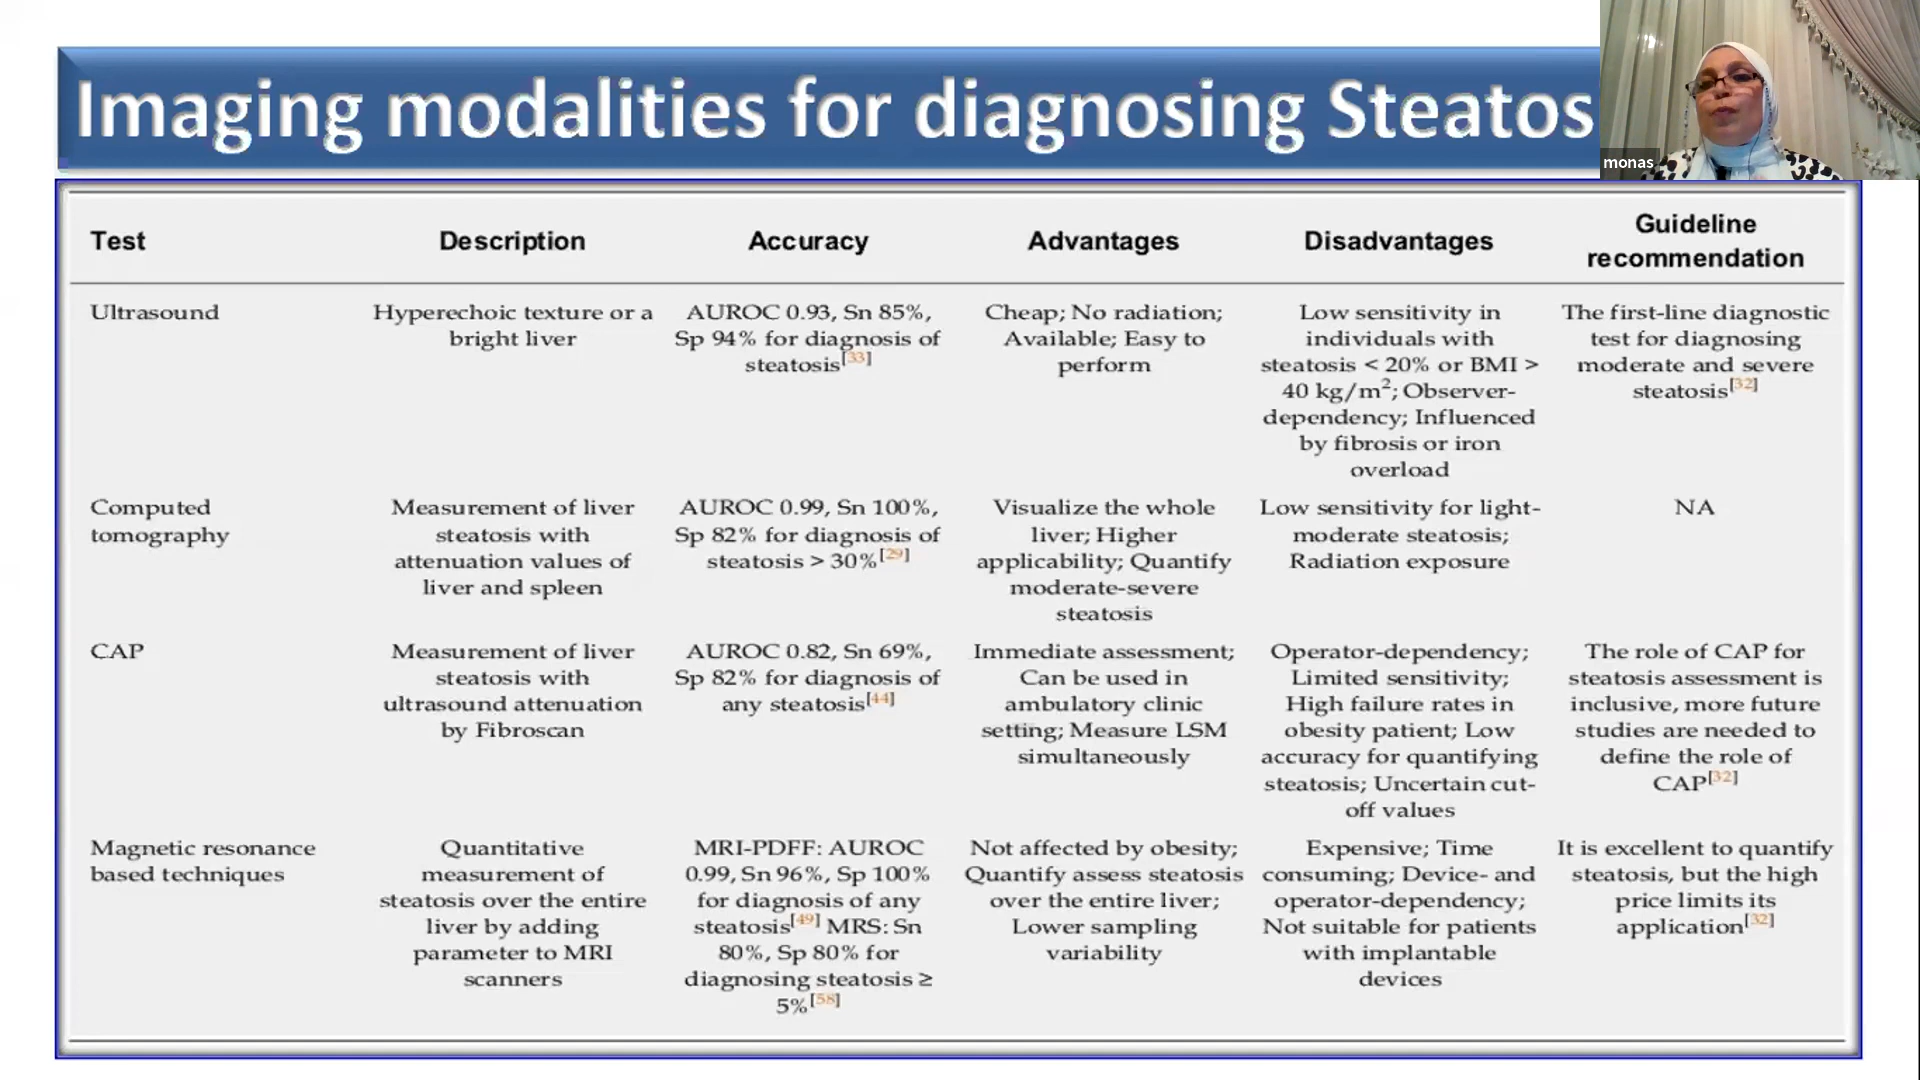 Imaging modalities for diagnosing Steatos
monas
Test Description Accuracy Advantages Disadvantages Guideline recommendation
Ultrasound
Hyperechoic texture or a
bright liver
AUROC 0.93, Sn 85%,
Sp 94% for diagnosis of
steatosis[33]
Cheap; No radiation;
Available; Easy to
perform
Low sensitivity in
individuals with
steatosis < 20% or BMI >
40 kg/m2; Observer-
dependency; Influenced
by fibrosis or iron
overload
The first-line diagnostic
test for diagnosing
moderate and severe
steatosis[32]
Computed
tomography
Measurement of liver
steatosis with
attenuation values of
liver and spleen
AUROC 0.99, Sn 100%,
Sp 82% for diagnosis of
steatosis > 30%[29]
Visualize the whole
liver; Higher
applicability; Quantify
moderate-severe
steatosis
Low sensitivity for light-
moderate steatosis;
Radiation exposure
NA
CAP
Measurement of liver
steatosis with
ultrasound attenuation
by Fibroscan
AUROC 0.82, Sn 69%,
Sp 82% for diagnosis of
any steatosis[44]
Immediate assessment;
Can be used in
ambulatory clinic
setting; Measure LSM
simultaneously
Operator-dependency;
Limited sensitivity;
High failure rates in
obesity patient; Low
accuracy for quantifying
steatosis; Uncertain cut-
off values
The role of CAP for
steatosis assessment is
inclusive, more future
studies are needed to
define the role of
CAP[32]
Magnetic resonance
based techniques
Quantitative
measurement of
steatosis over the entire
liver by adding
parameter to MRI
scanners
MRI-PDFF: AUROC
0.99, Sn 96%, Sp 100%
for diagnosis of any
steatosis[49] MRS: Sn
80%, Sp 80% for
diagnosing steatosis ≥
5%[58]
Not affected by obesity;
Quantify assess steatosis
over the entire liver;
Lower sampling
variability
Expensive; Time
consuming; Device- and
operator-dependency;
Not suitable for patients
with implantable
devices
It is excellent to quantify
steatosis, but the high
price limits its
application[32]